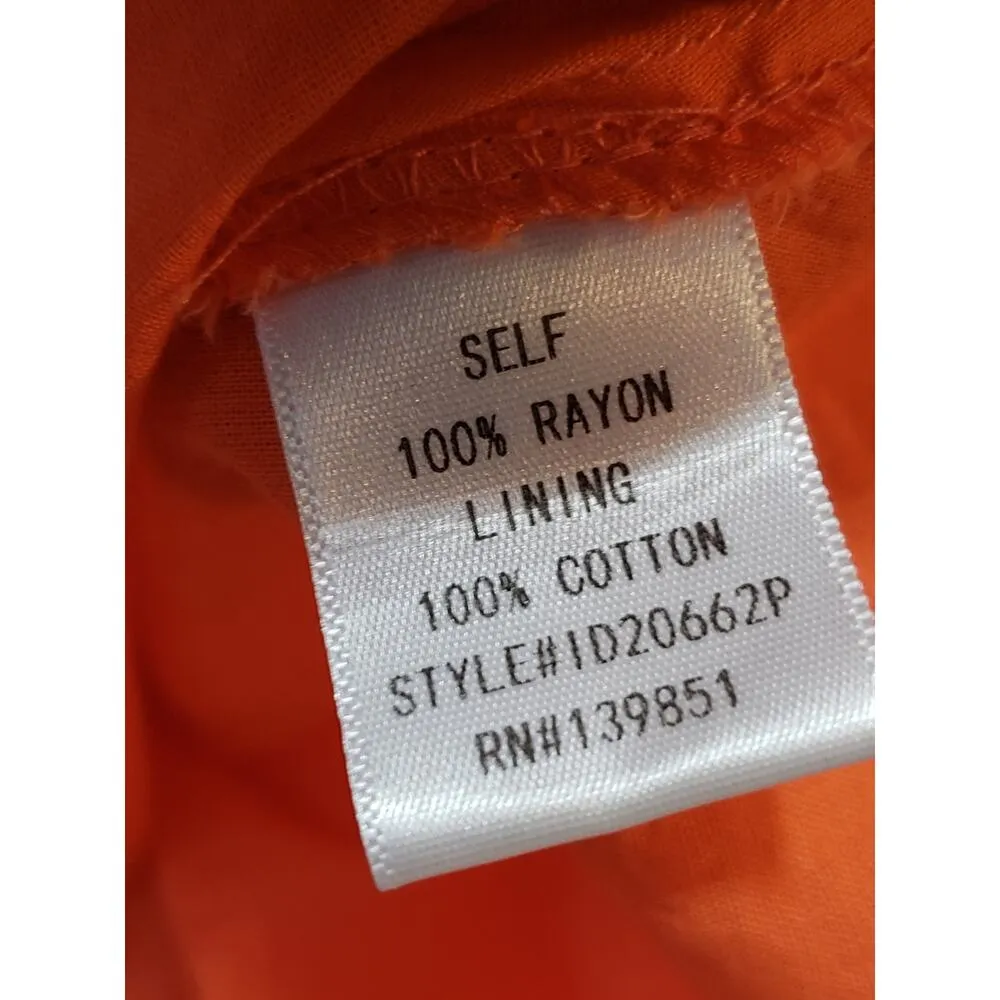 SELF
100% RAYON
LINING
100% COTTON
STYLE#ID20662P
RN#139851